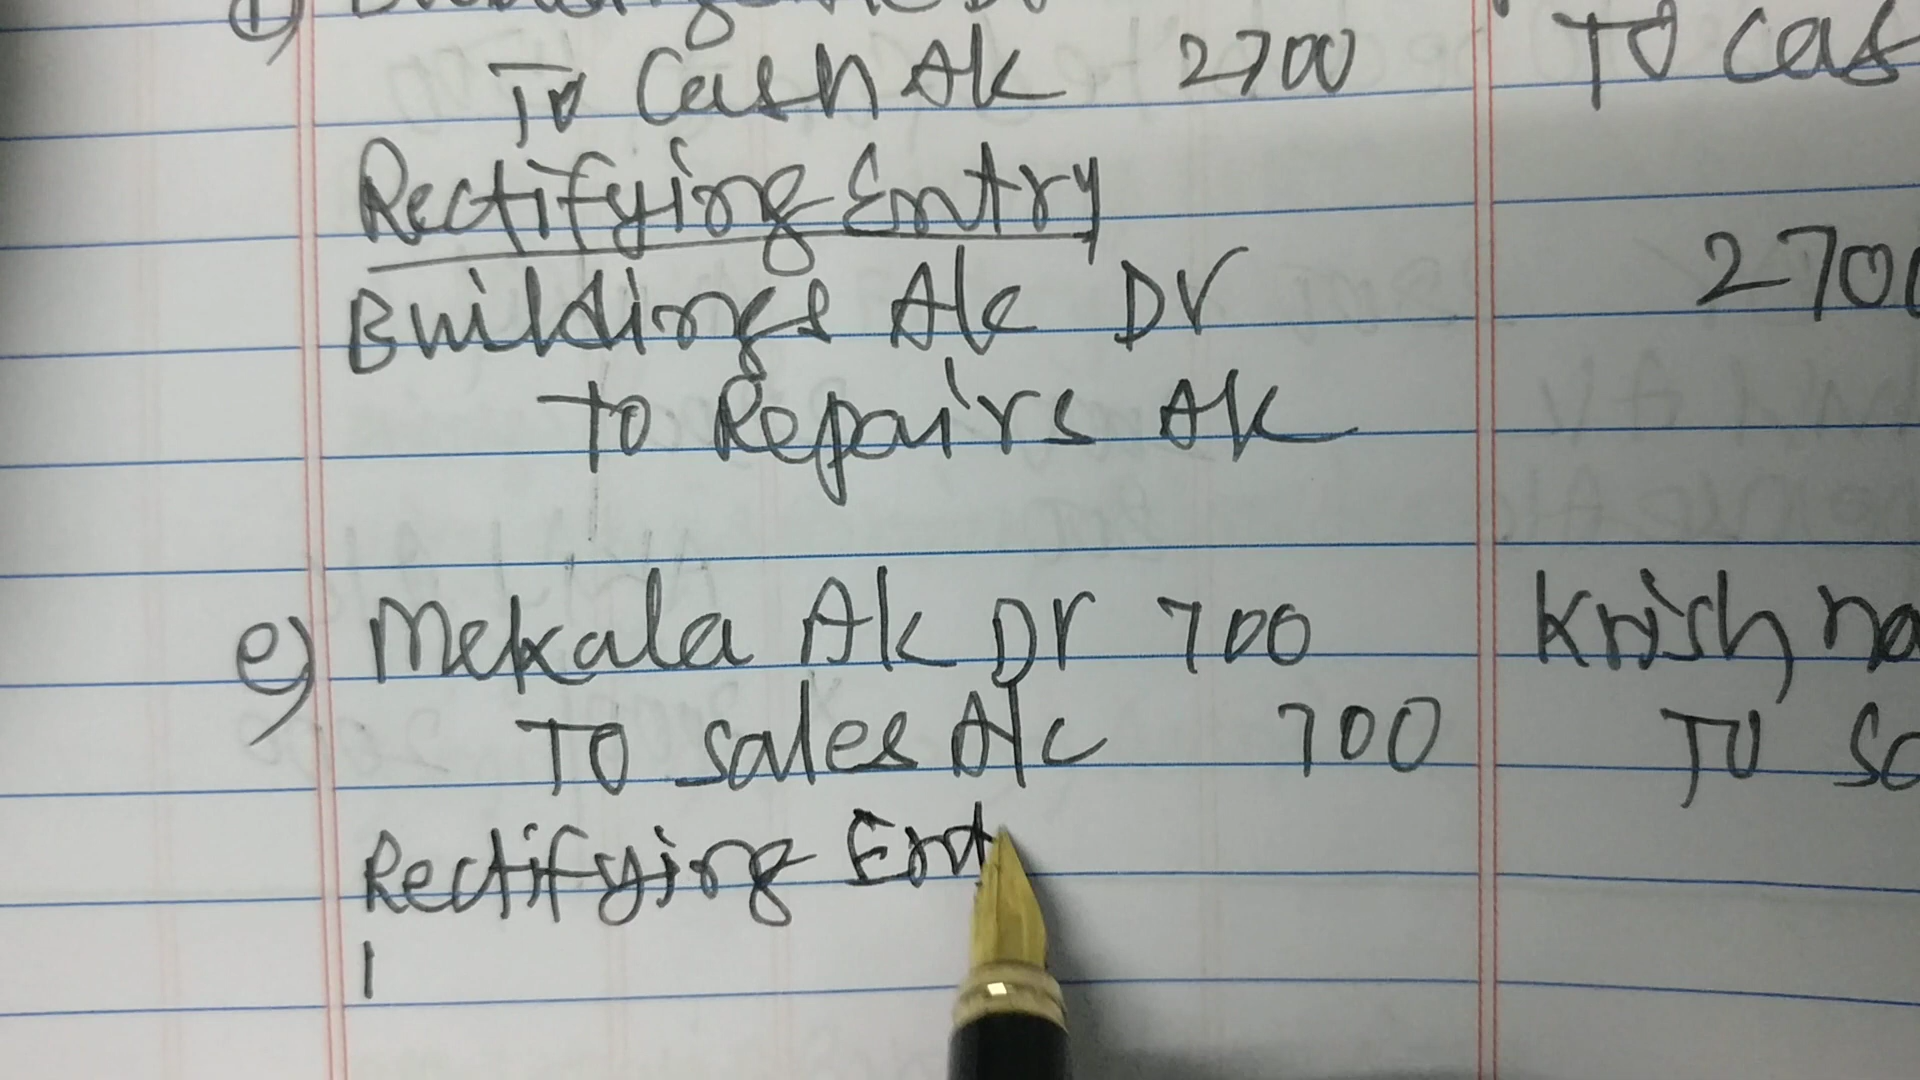 To Cash A/c 2700
To Cas
Rectifying Entry
Buildings A/c Dr 2700
To Repairs A/c
e) Mekala A/c Dr 700 Krishna
To Sales A/c 700 To Sa
Rectifying Ent